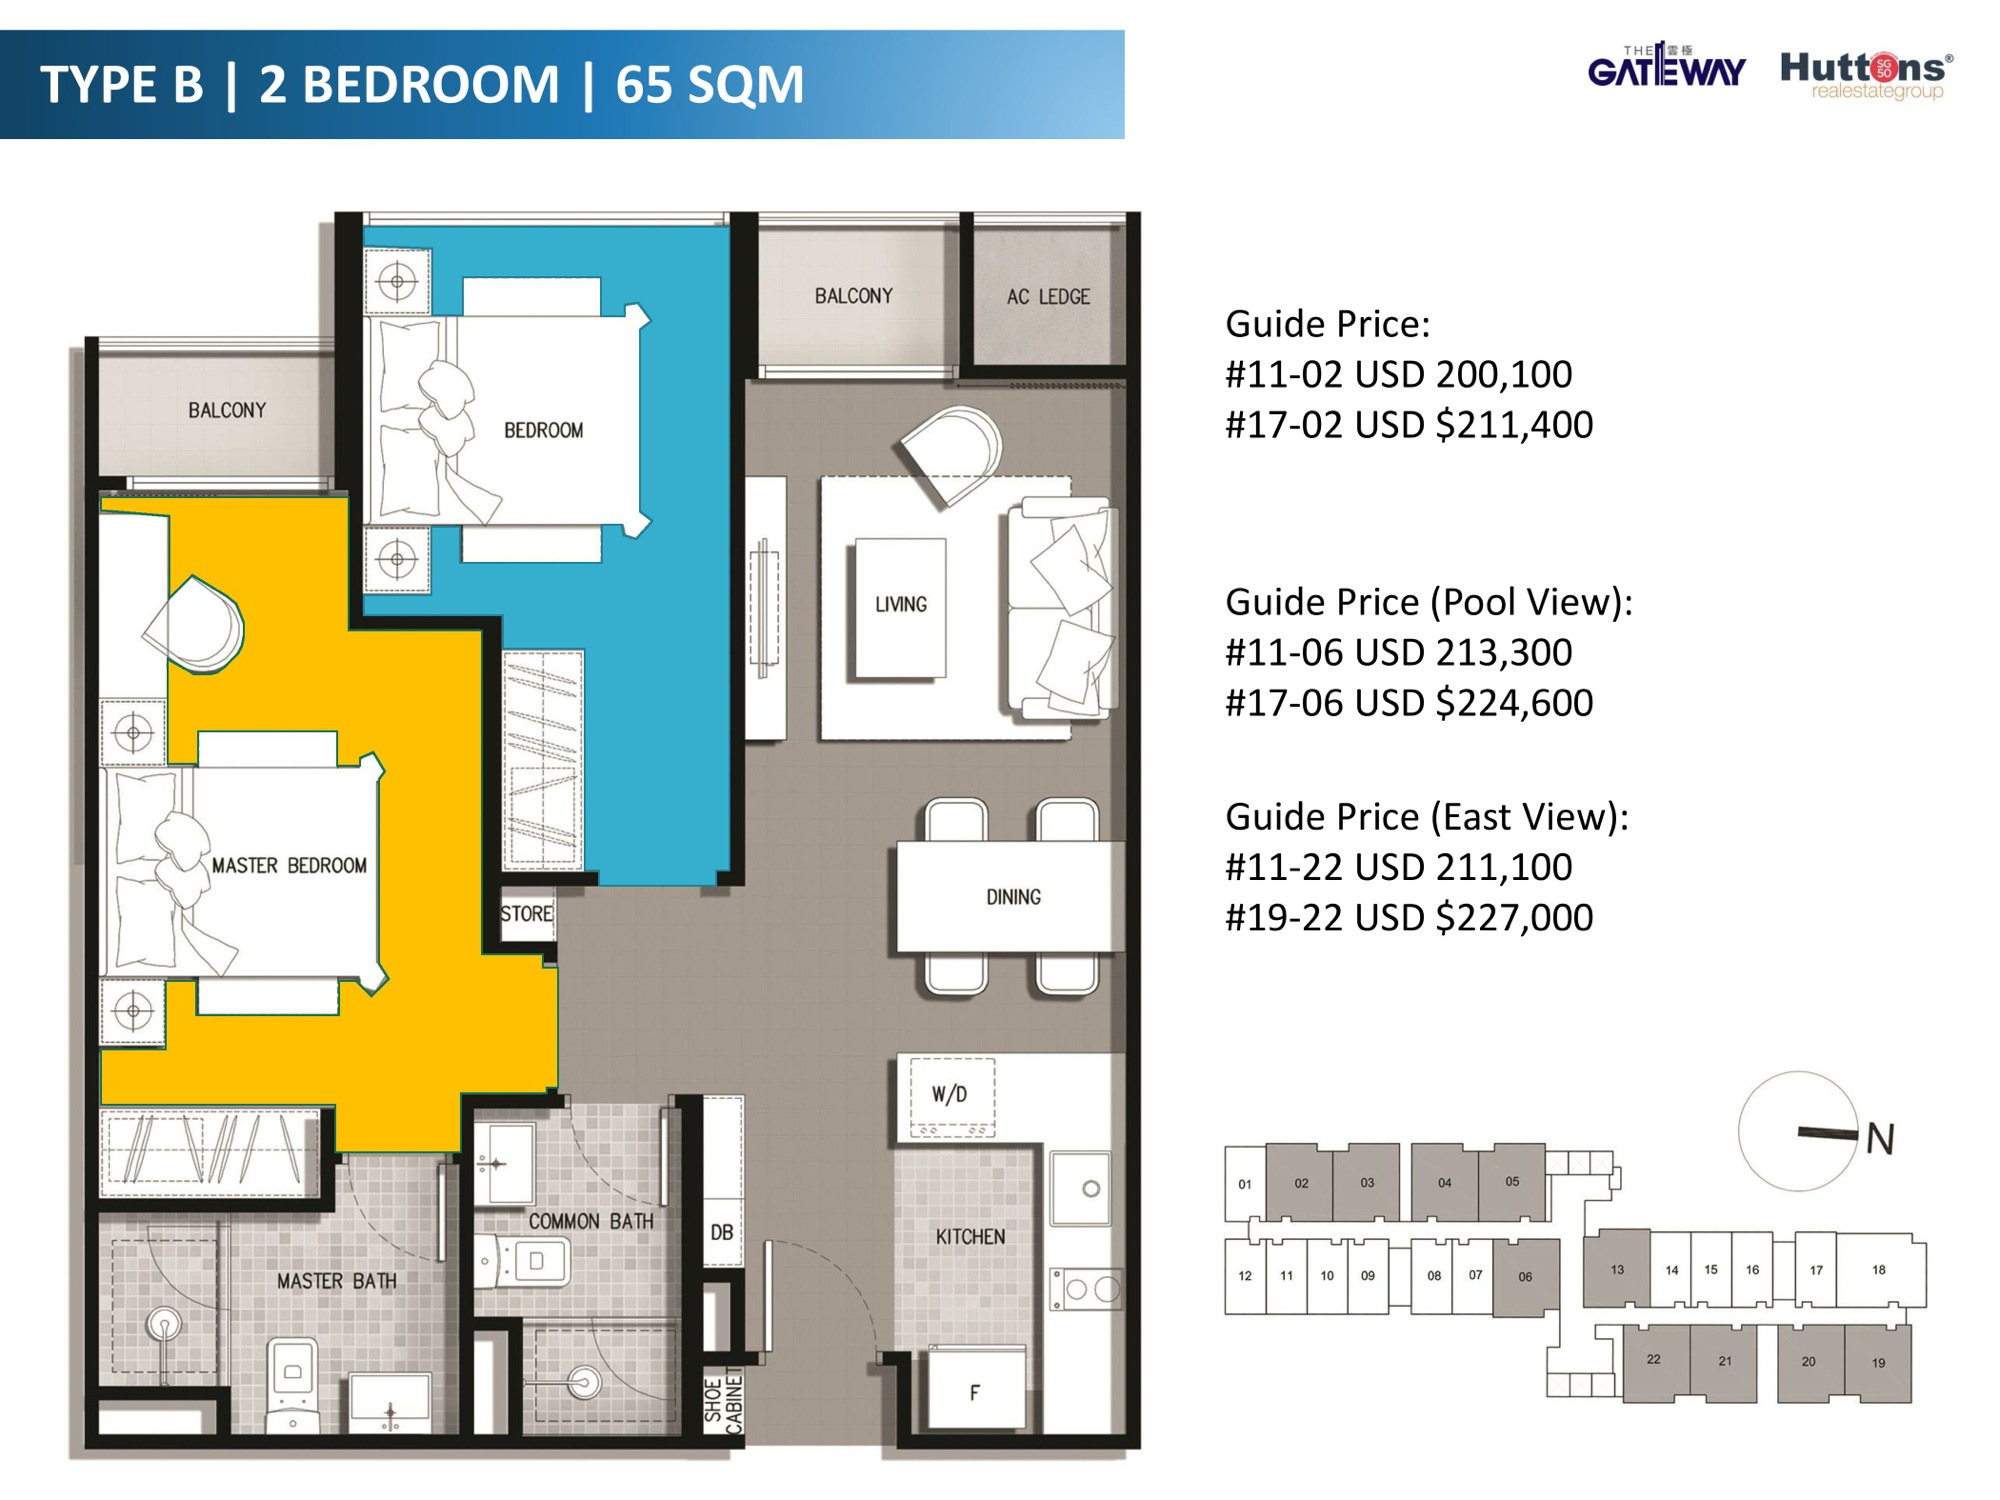 TYPE B | 2 BEDROOM | 65 SQM
THE 雲極
GATEWAY
Huttons®
SG
50
realestategroup
BALCONY
AC LEDGE
BALCONY
BEDROOM
LIVING
MASTER BEDROOM
STORE
DINING
W/D
DB
COMMON BATH
KITCHEN
MASTER BATH
SHOE
CABINET
F
Guide Price:
#11-02 USD 200,100
#17-02 USD $211,400
Guide Price (Pool View):
#11-06 USD 213,300
#17-06 USD $224,600
Guide Price (East View):
#11-22 USD 211,100
#19-22 USD $227,000
N
01 02 03 04 05
12 11 10 09 08 07 06
13 14 15 16 17 18
22 21 20 19